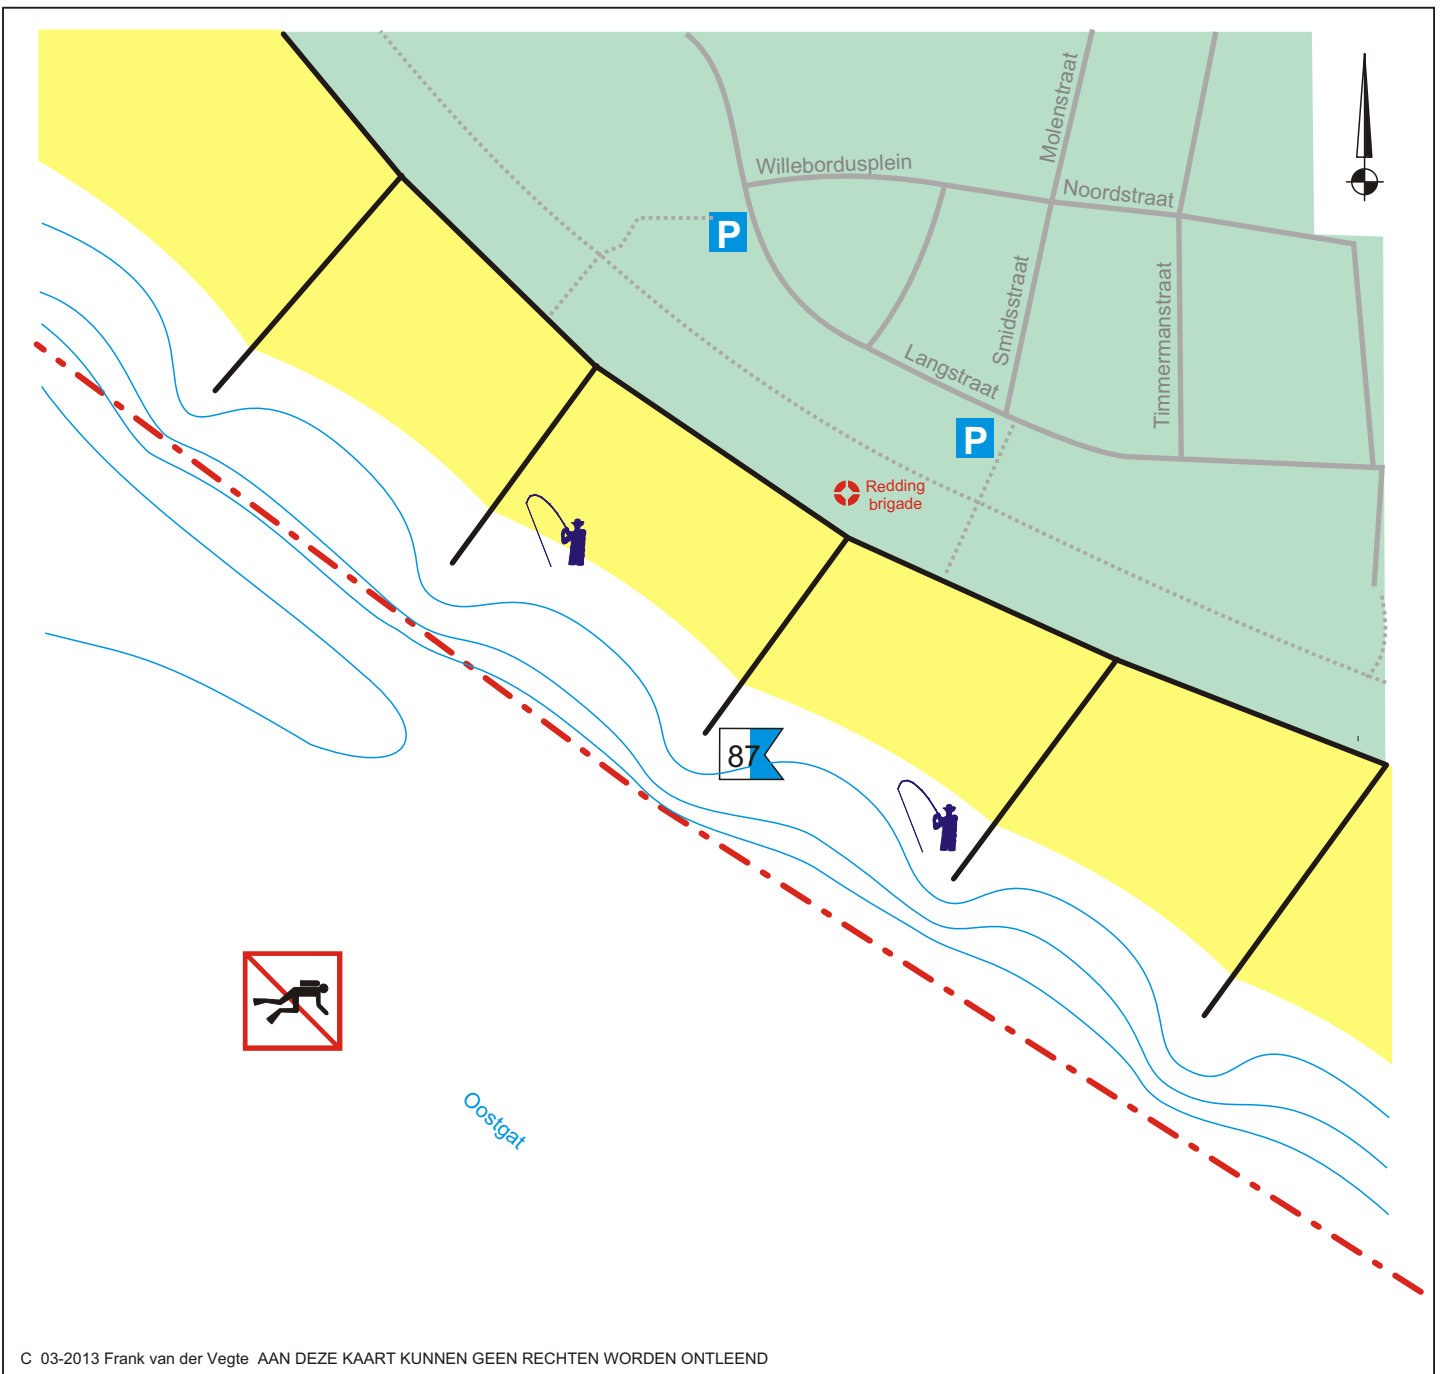 Molenstraat
Willebordusplein
Noordstraat
P
Smidsstraat
Timmermanstraat
Langstraat
P
Redding
brigade
87
Oostgat
C 03-2013 Frank van der Vegte AAN DEZE KAART KUNNEN GEEN RECHTEN WORDEN ONTLEEND